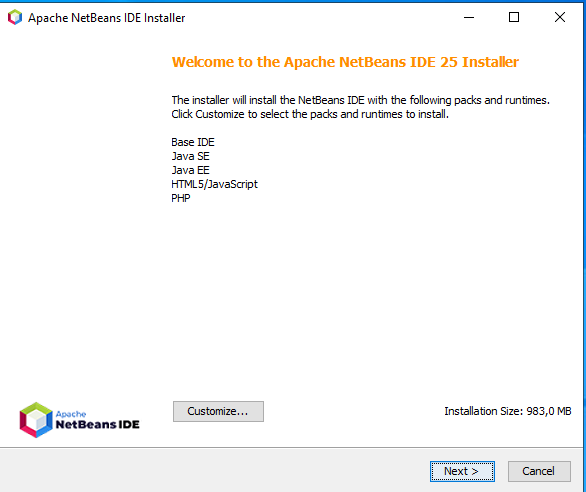 Apache NetBeans IDE Installer
Welcome to the Apache NetBeans IDE 25 Installer
The installer will install the NetBeans IDE with the following packs and runtimes.
Click Customize to select the packs and runtimes to install.
Base IDE
Java SE
Java EE
HTML5/JavaScript
PHP
Apache
NetBeans IDE
Customize...
Installation Size: 983,0 MB
Next >
Cancel